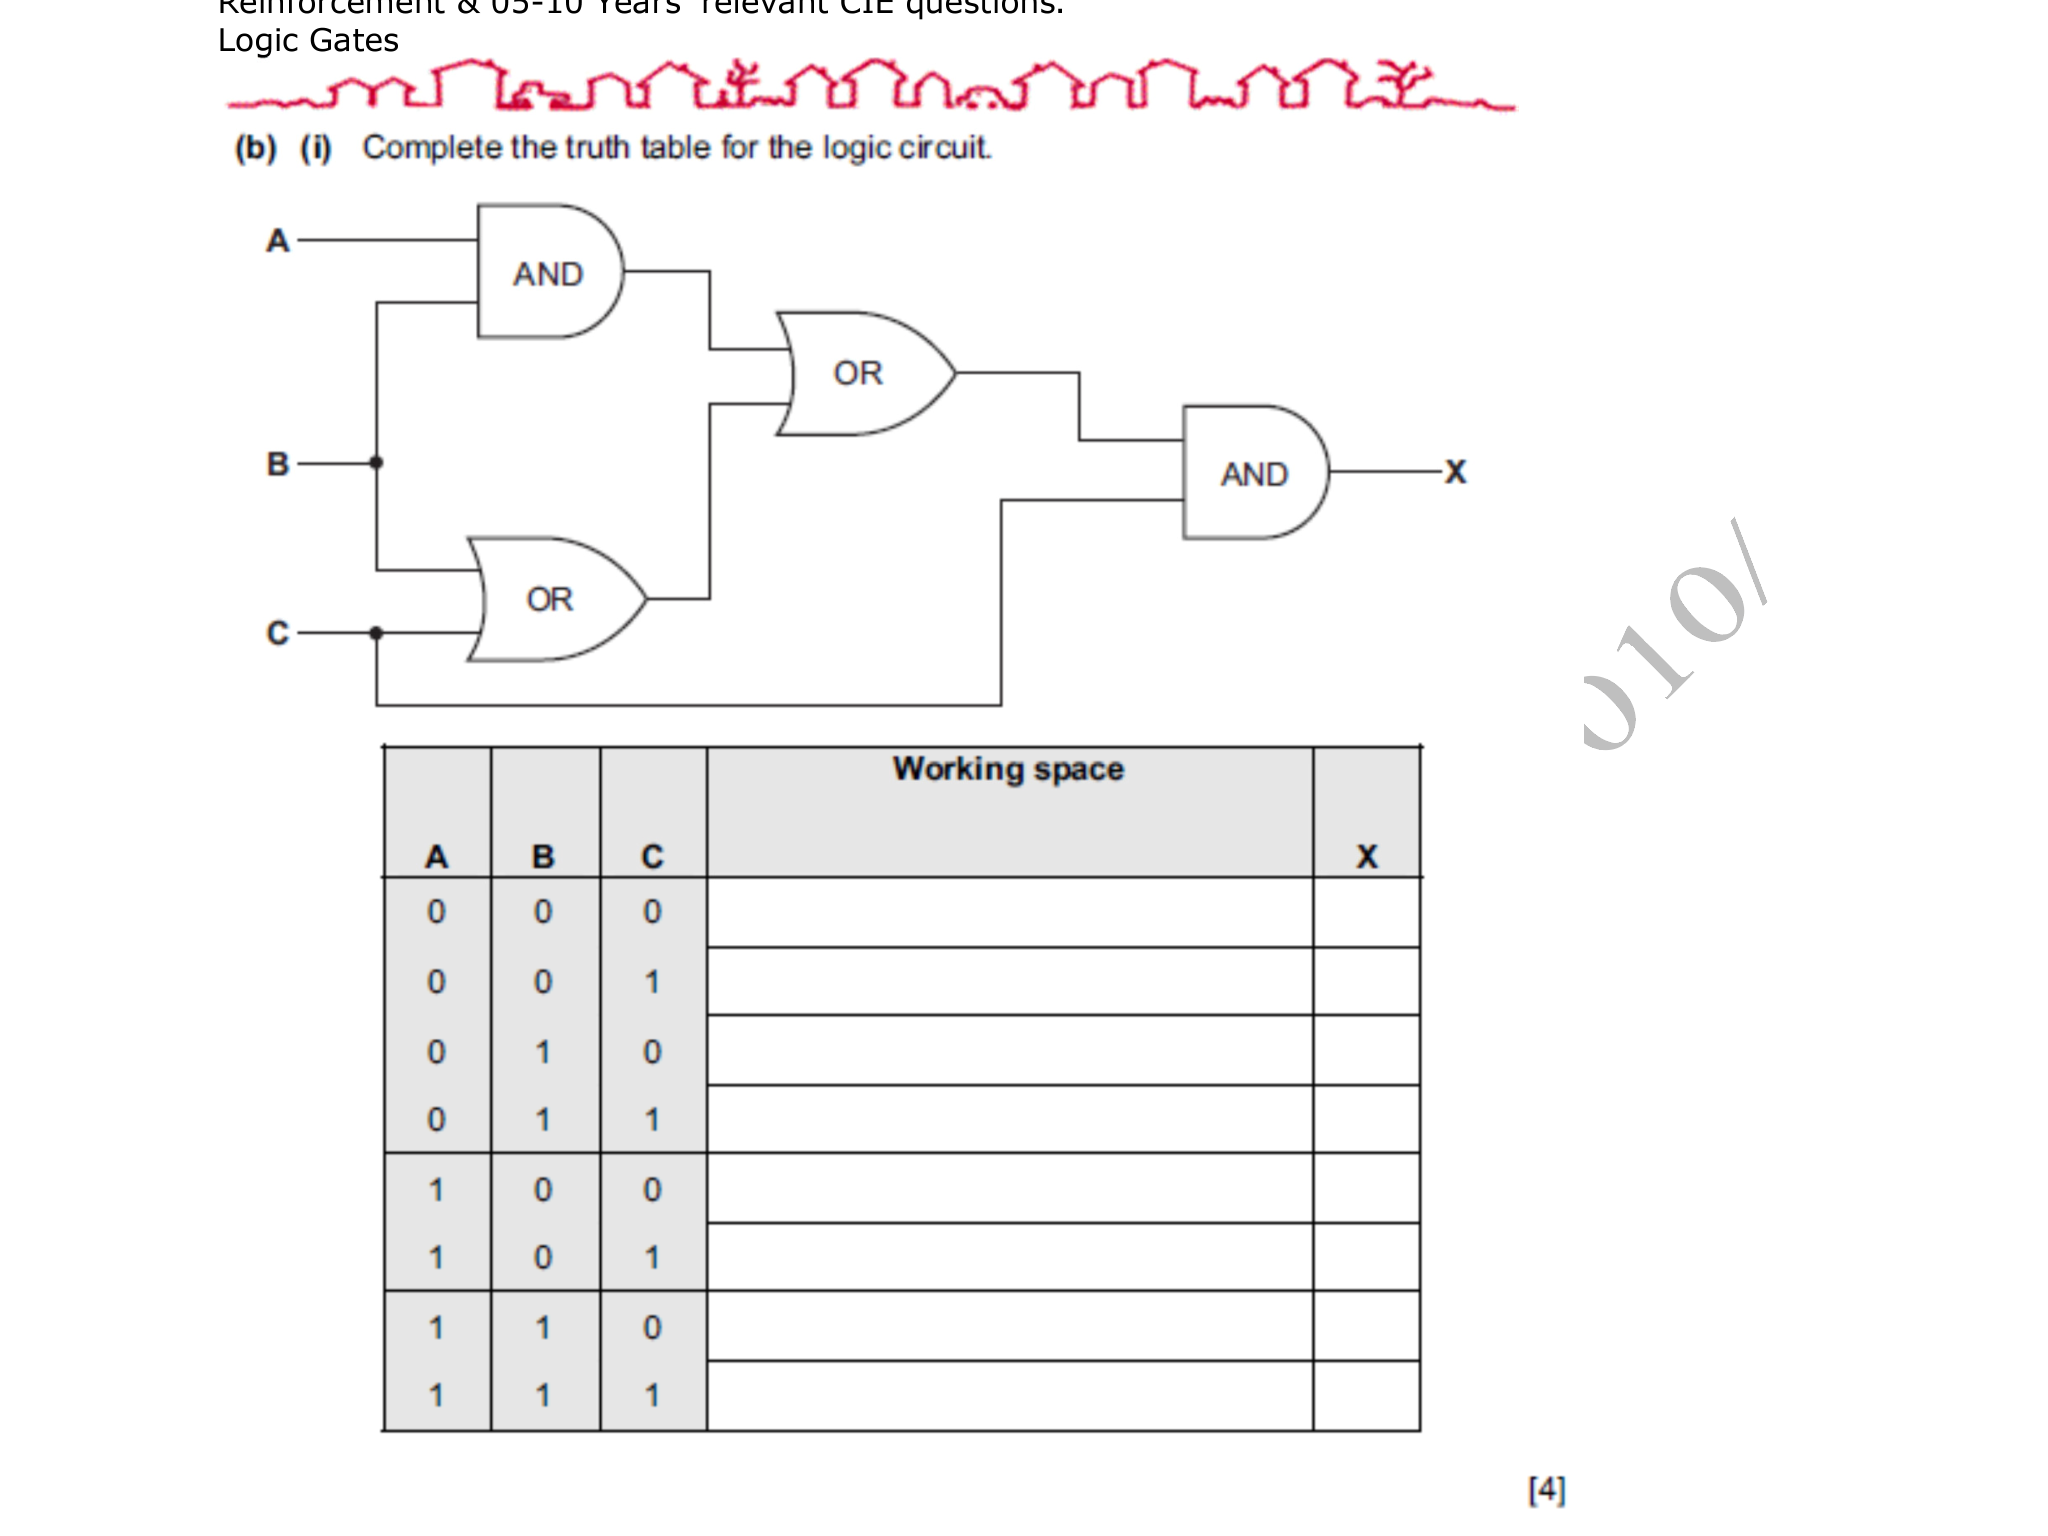 Reinforcement & 05-10 Years' relevant CIE questions.
Logic Gates
(b) (i) Complete the truth table for the logic circuit.
A
AND
OR
B
AND
X
OR
C
Working space
A B C X
0 0 0
0 0 1
0 1 0
0 1 1
1 0 0
1 0 1
1 1 0
1 1 1
[4]
010/